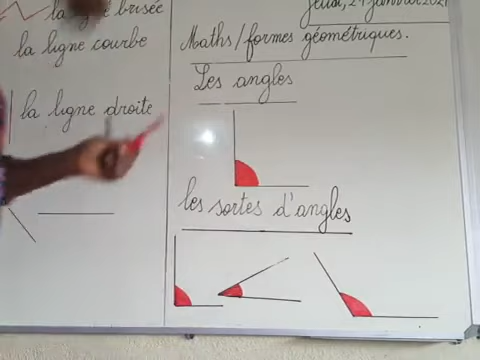 la ligne brisée
la ligne courbe
la ligne droite
Jeudi, 21 janvier 2021
Maths/formes géométriques.
Les angles
les sortes d'angles